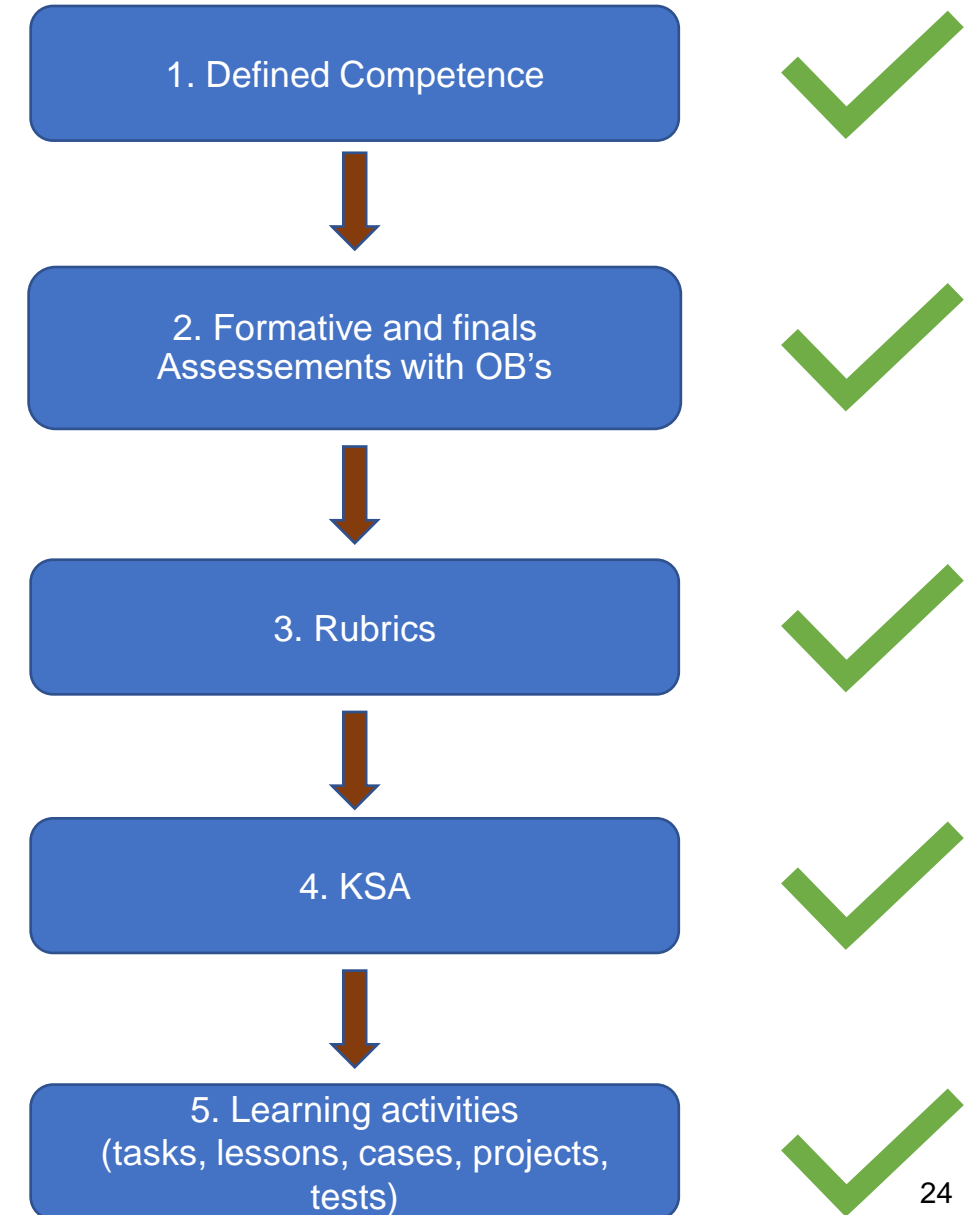 1. Defined Competence
2. Formative and finals
Assessements with OB’s
3. Rubrics
4. KSA
5. Learning activities
(tasks, lessons, cases, projects,
tests)
24